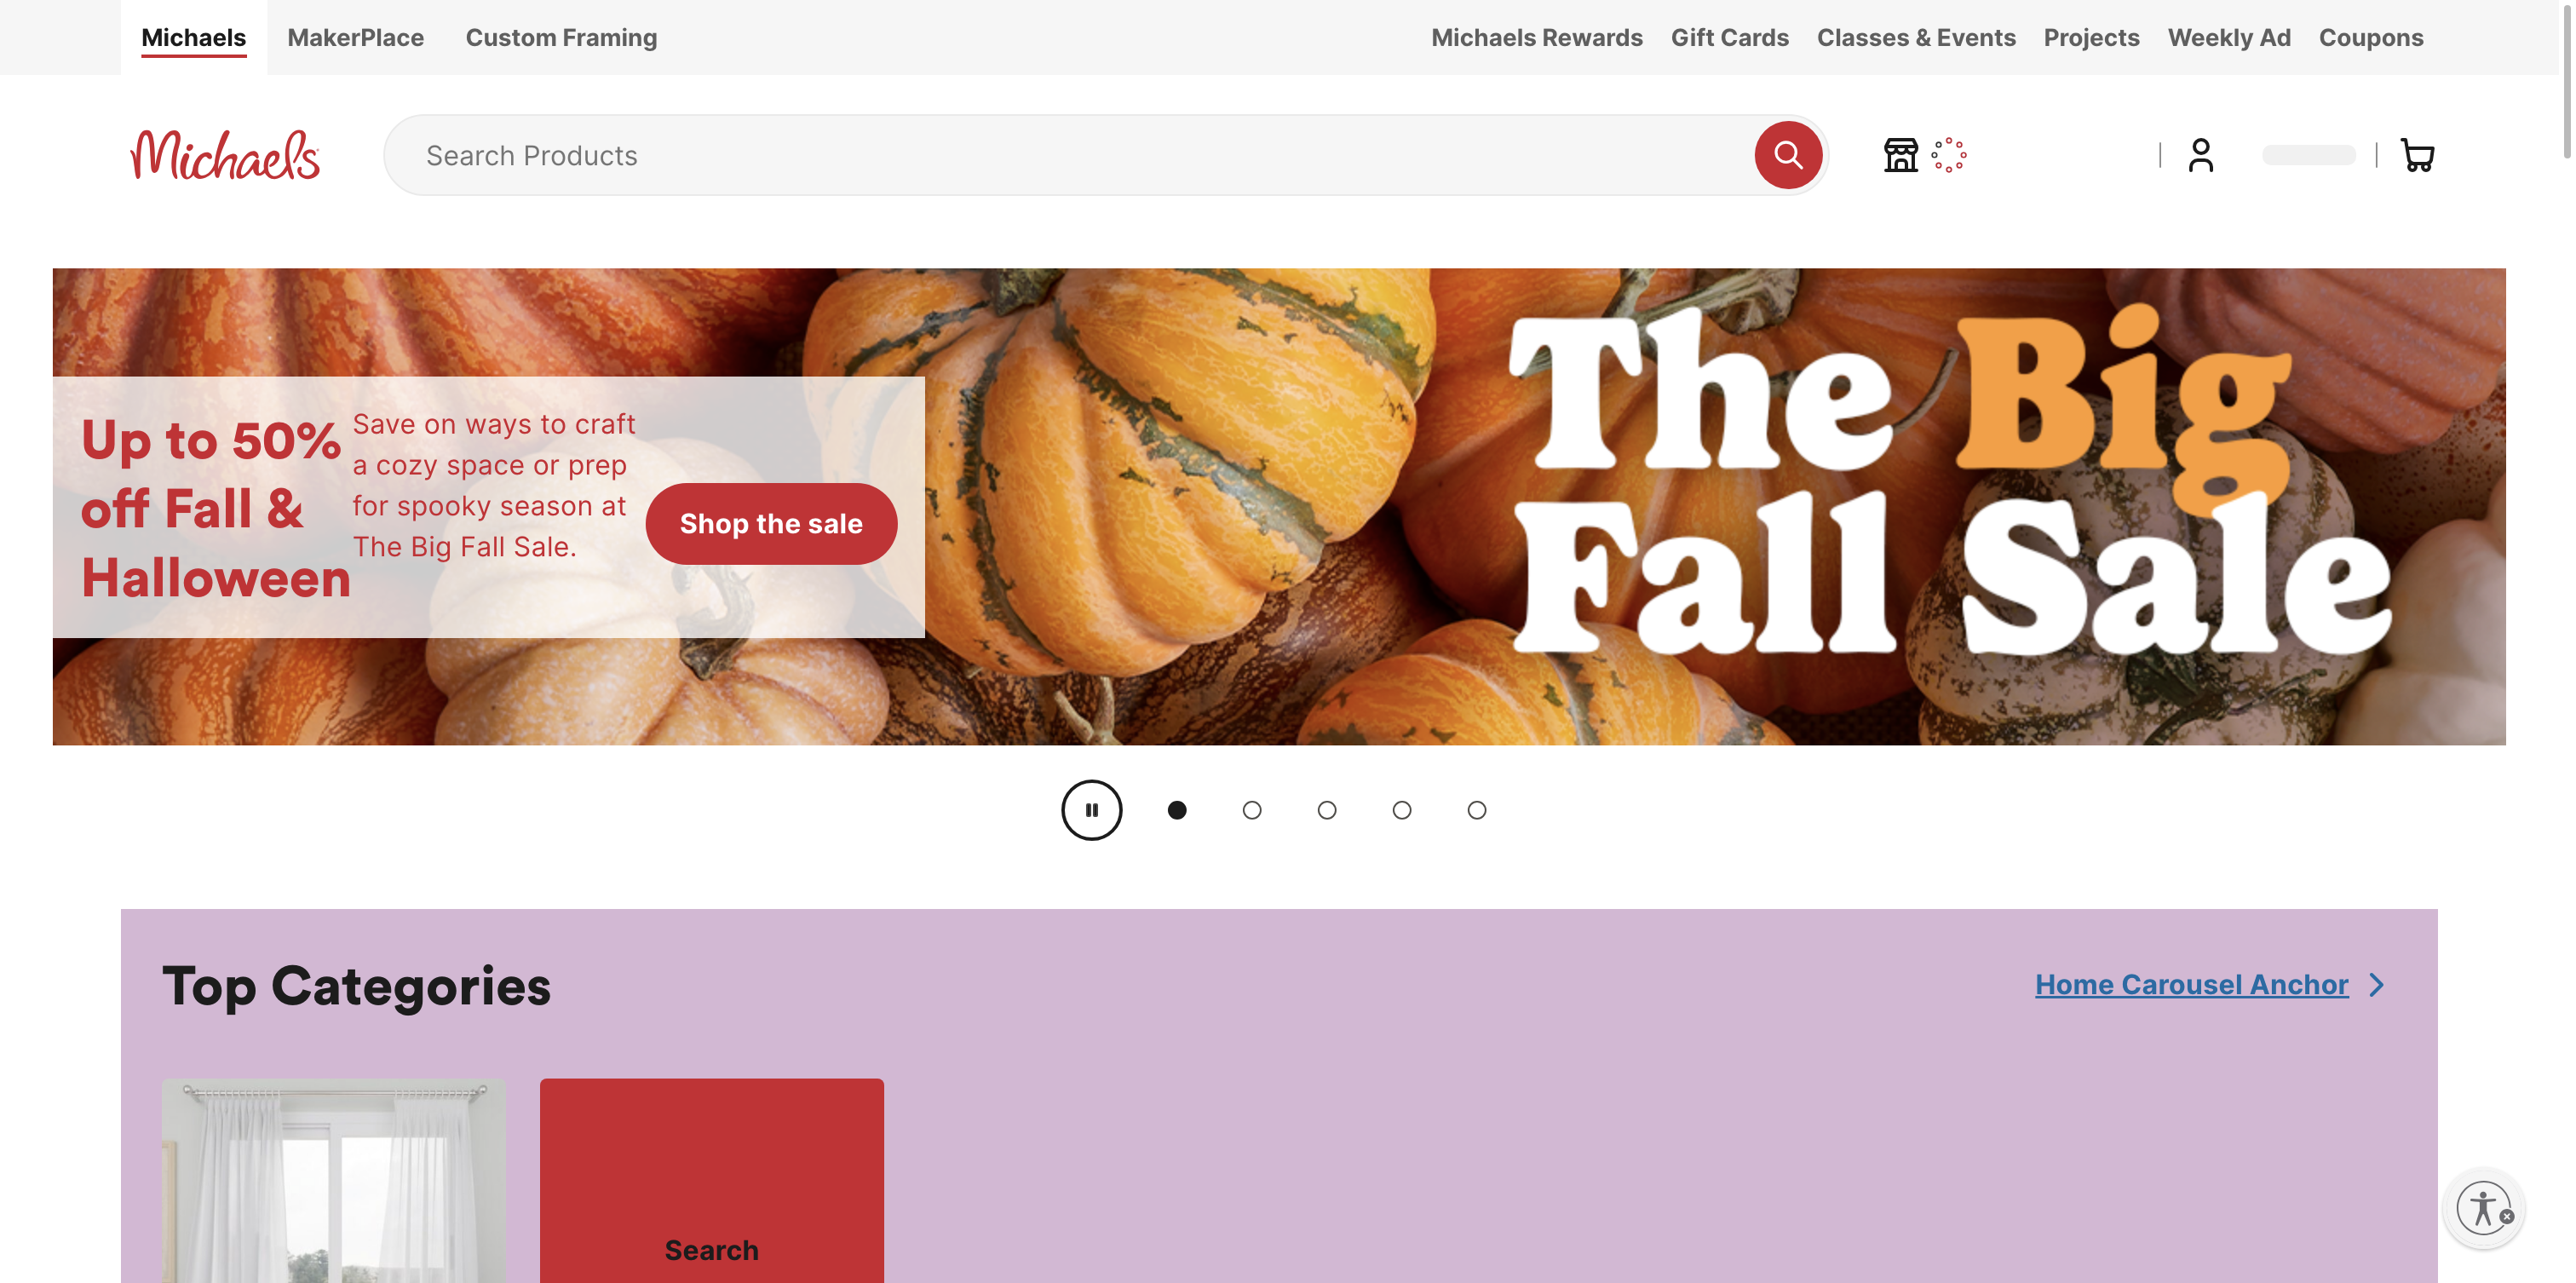 Michaels MakerPlace Custom Framing Michaels Rewards Gift Cards Classes & Events Projects Weekly Ad Coupons
Michaels
Search Products
Up to 50%
off Fall &
Halloween
Save on ways to craft
a cozy space or prep
for spooky season at
The Big Fall Sale.
Shop the sale
The Big
Fall Sale
Top Categories
Home Carousel Anchor
Search